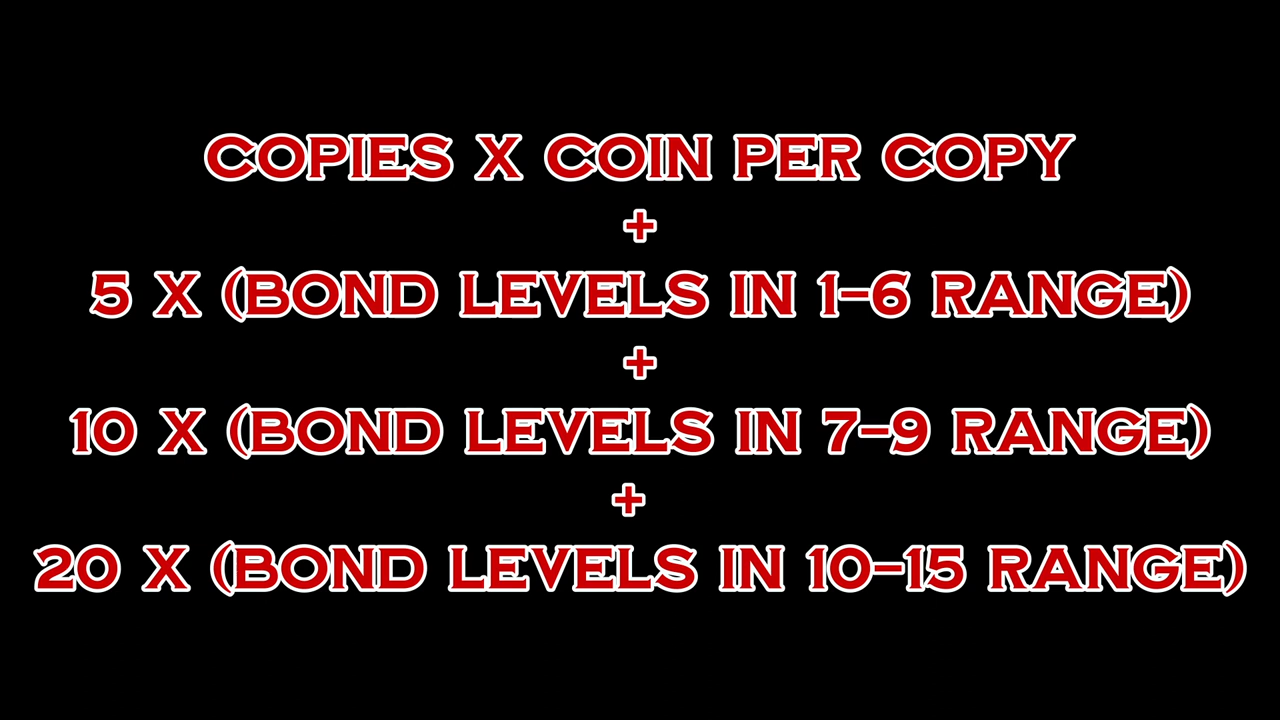 COPIES X COIN PER COPY
+
5 X (BOND LEVELS IN 1-6 RANGE)
+
10 X (BOND LEVELS IN 7-9 RANGE)
+
20 X (BOND LEVELS IN 10-15 RANGE)